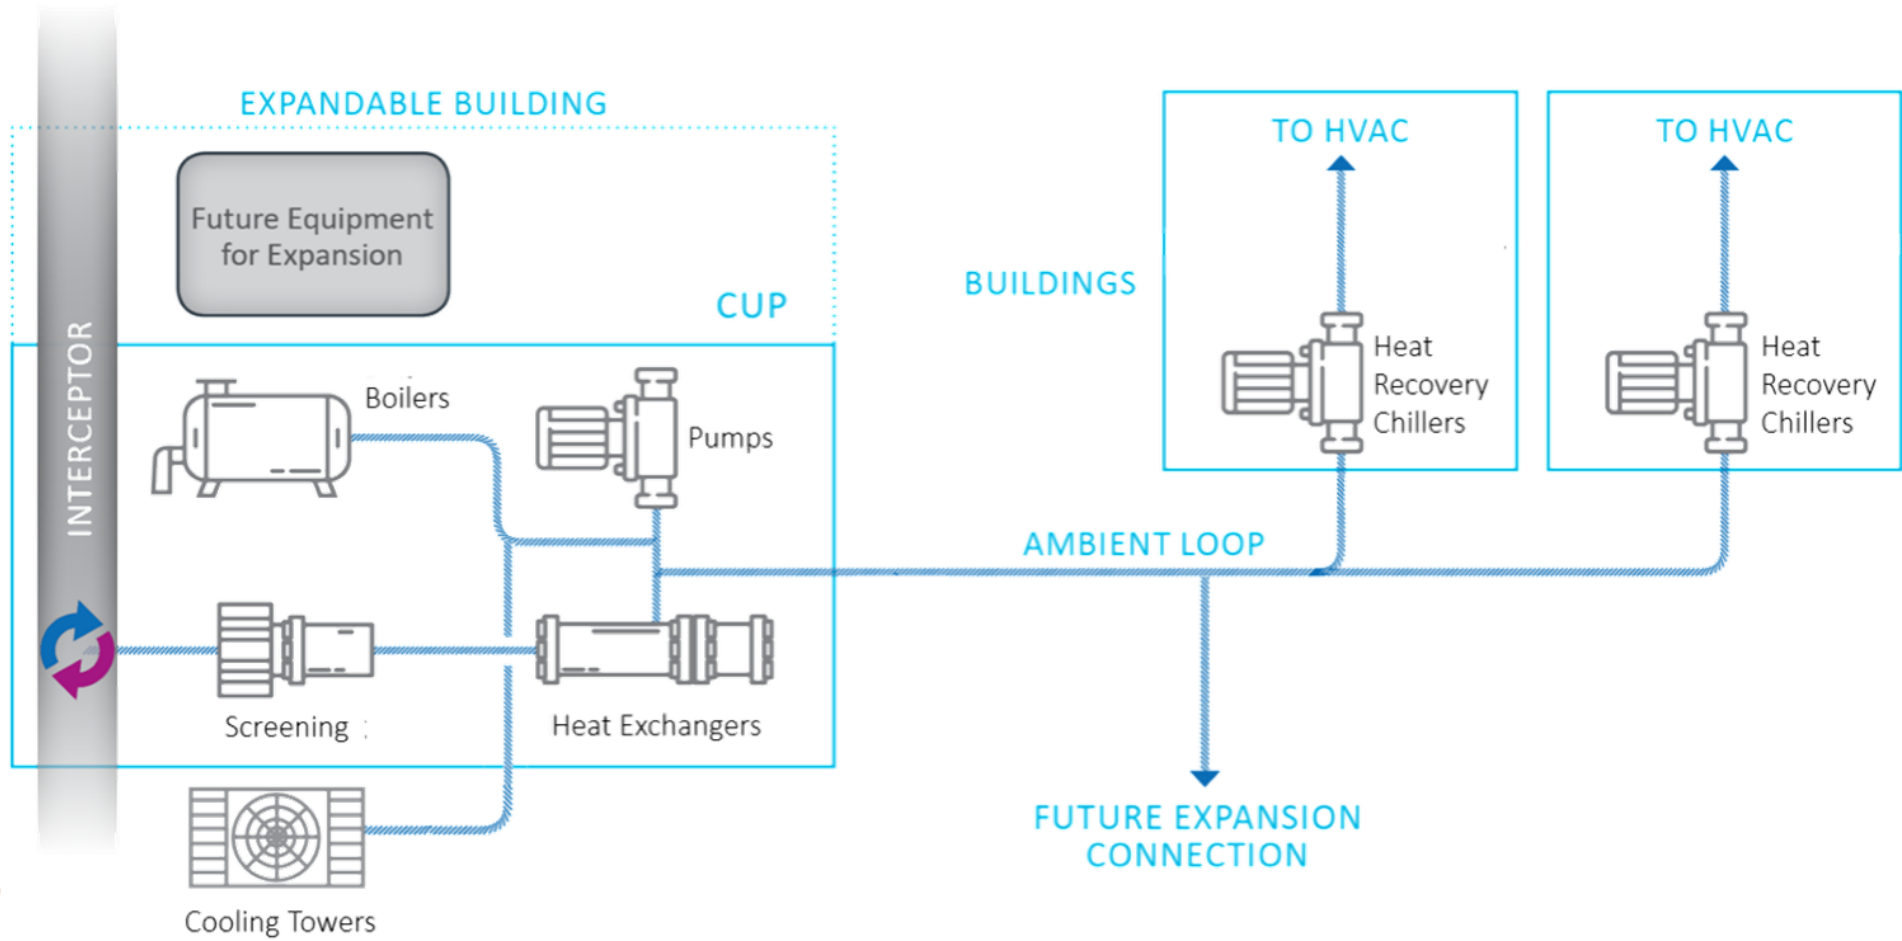 EXPANDABLE BUILDING
Future Equipment
for Expansion
CUP
INTERCEPTOR
Boilers
Pumps
Screening :
Heat Exchangers
Cooling Towers
BUILDINGS
TO HVAC
Heat
Recovery
Chillers
TO HVAC
Heat
Recovery
Chillers
AMBIENT LOOP
FUTURE EXPANSION
CONNECTION